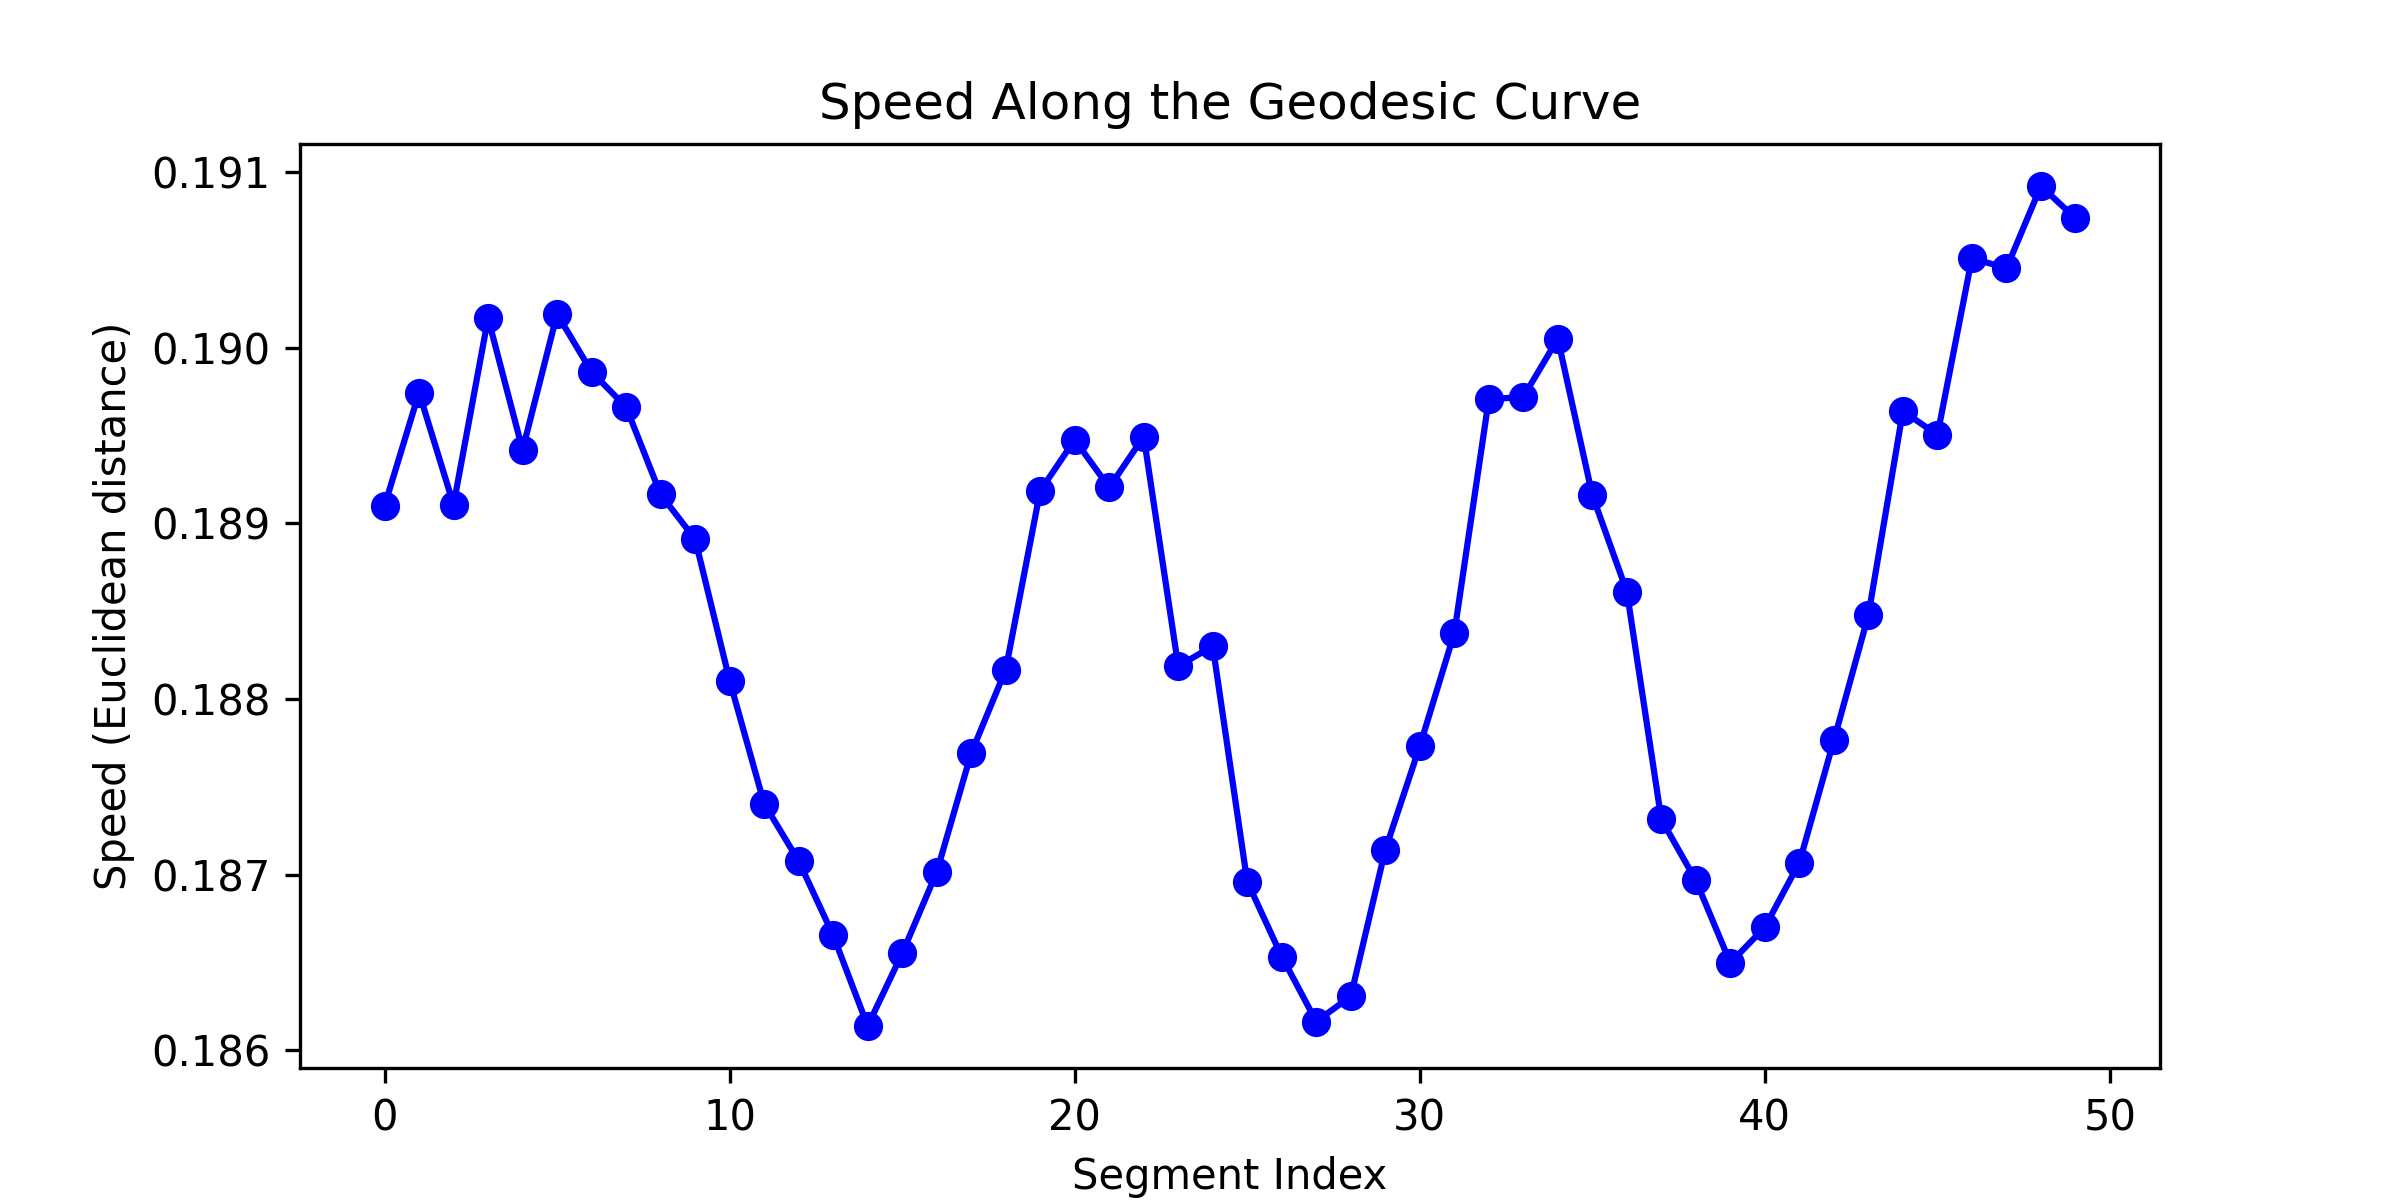 Speed Along the Geodesic Curve
Speed (Euclidean distance)
0.191
0.190
0.189
0.188
0.187
0.186
0 10 20 30 40 50
Segment Index